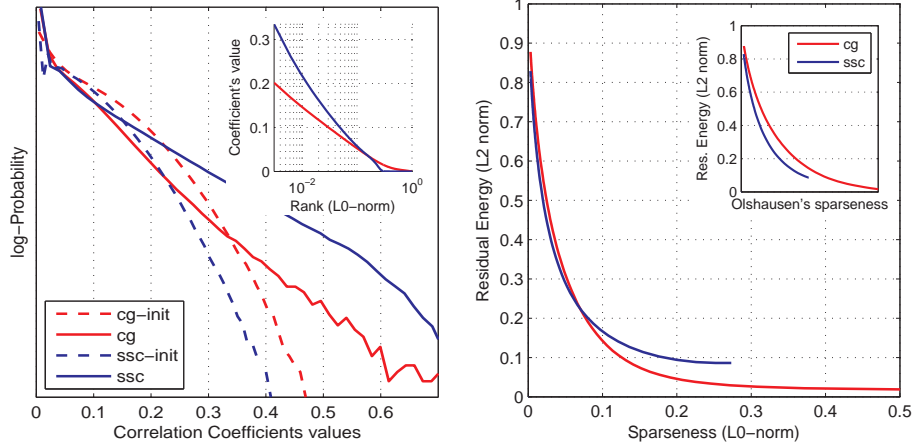 log−Probability
Correlation Coefficients values
0
0.1
0.2
0.3
0.4
0.5
0.6
cg−init
cg
ssc−init
ssc
Coefficient's value
0.3
0.2
0.1
0
10−2
100
Rank (L0−norm)
Residual Energy (L2 norm)
1
0.9
0.8
0.7
0.6
0.5
0.4
0.3
0.2
0.1
0
0
0.1
0.2
0.3
0.4
0.5
Sparseness (L0−norm)
Res. Energy (L2 norm)
1
0.8
0.6
0.4
0.2
0
cg
ssc
Olshausen's sparseness